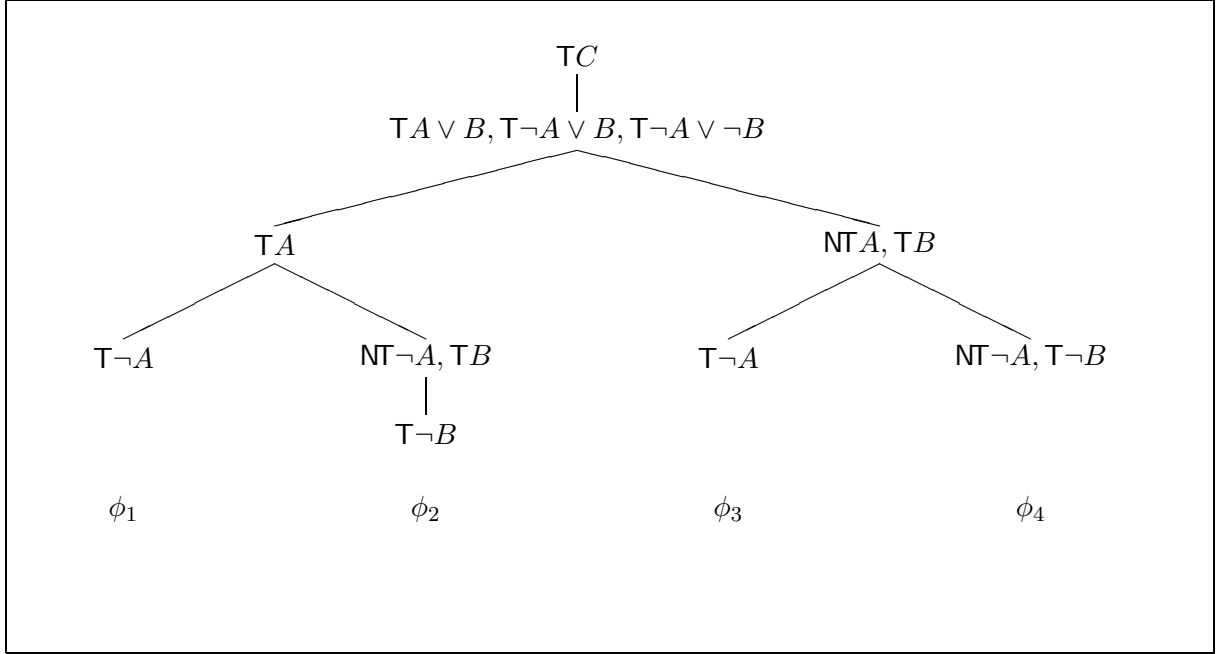 TC
TA ∨ B, T¬A ∨ B, T¬A ∨ ¬B
TA
NTA, TB
T¬A
NT¬A, TB
T¬A
NT¬A, T¬B
T¬B
ϕ₁
ϕ₂
ϕ₃
ϕ₄